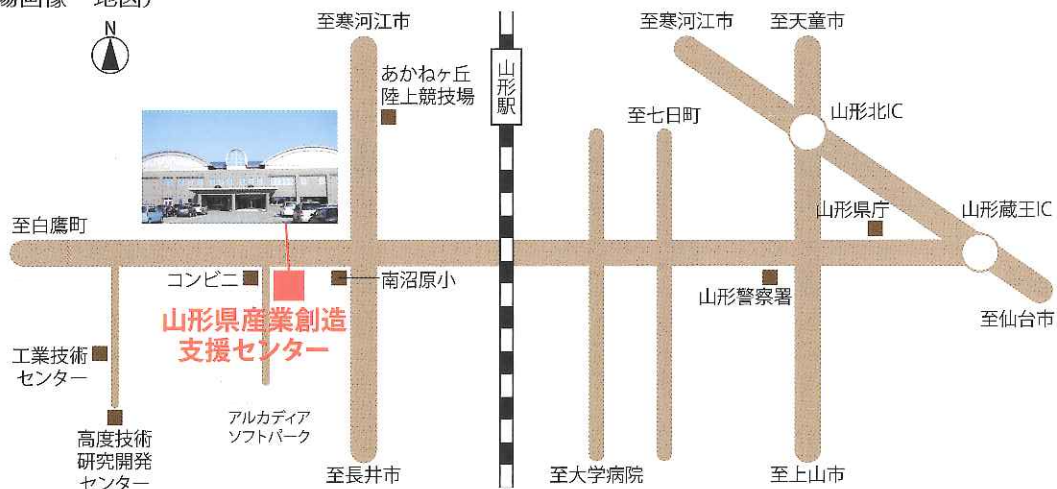 至寒河江市
至寒河江市
至天童市
N
山形駅
あかねヶ丘
陸上競技場
至七日町
山形北IC
山形県庁
山形蔵王IC
至白鷹町
コンビニ
南沼原小
山形警察署
至仙台市
山形県産業創造
支援センター
工業技術
センター
アルカディア
ソフトパーク
高度技術
研究開発
センター
至長井市
至大学病院
至上山市